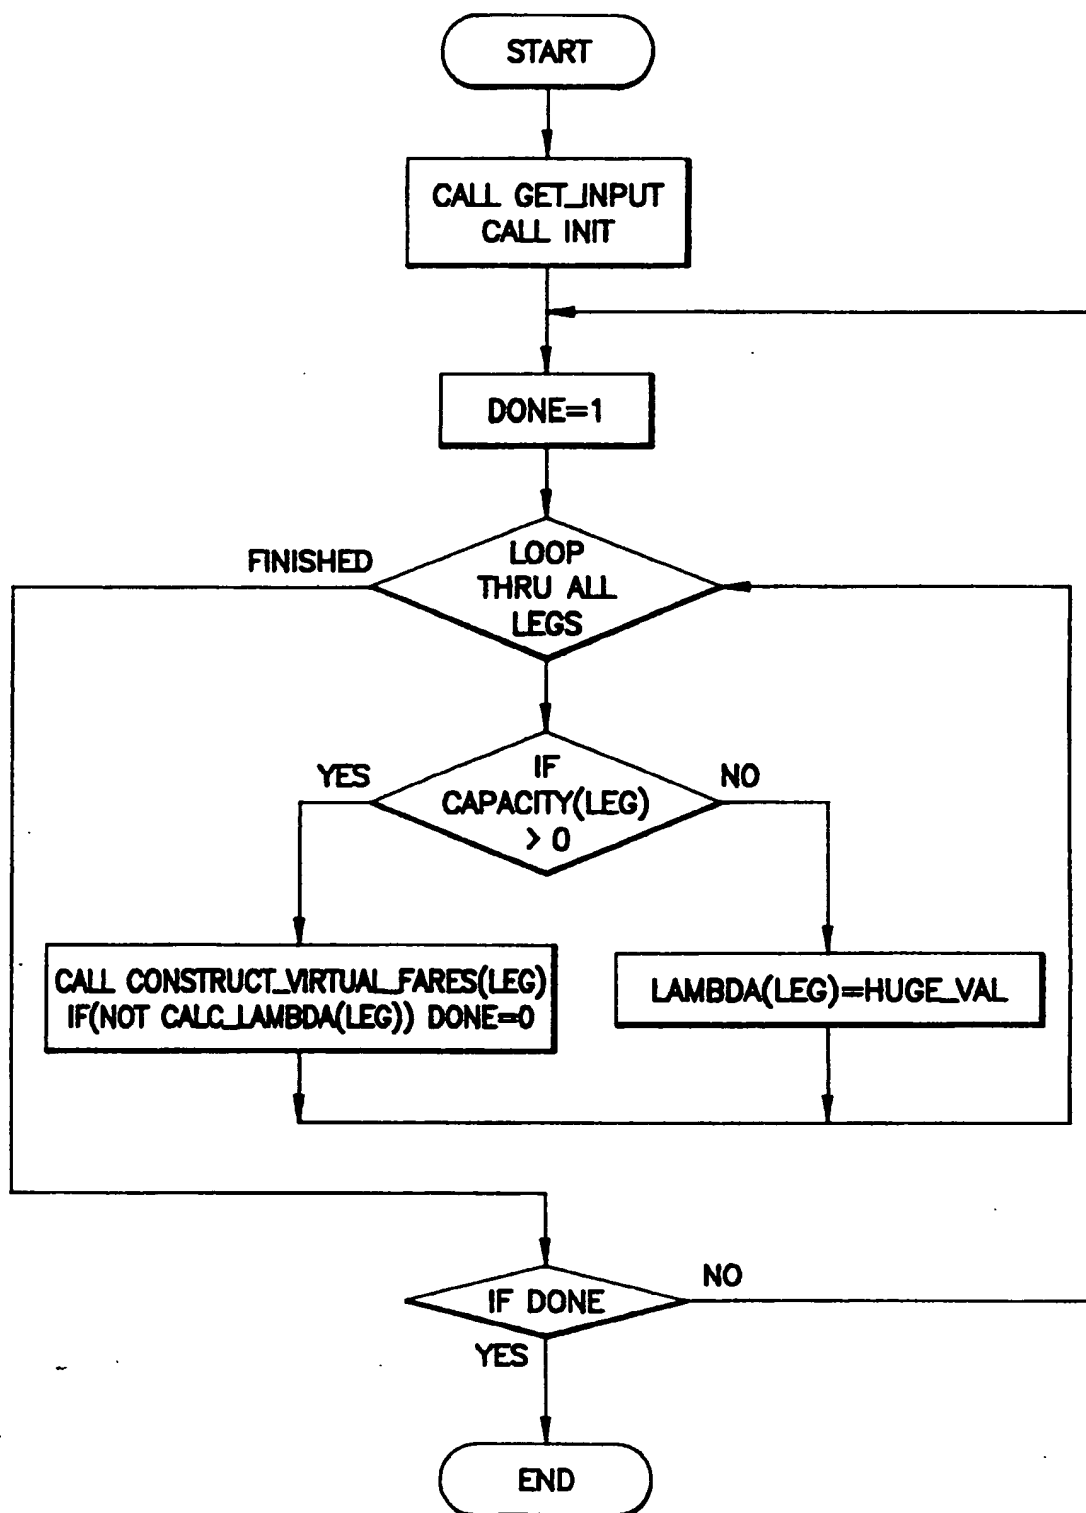 START
CALL GET_INPUT
CALL INIT
DONE=1
FINISHED
LOOP
THRU ALL
LEGS
YES
IF
CAPACITY(LEG)
> 0
NO
CALL CONSTRUCT_VIRTUAL_FARES(LEG)
IF(NOT CALC_LAMBDA(LEG)) DONE=0
LAMBDA(LEG)=HUGE_VAL
IF DONE
NO
YES
END